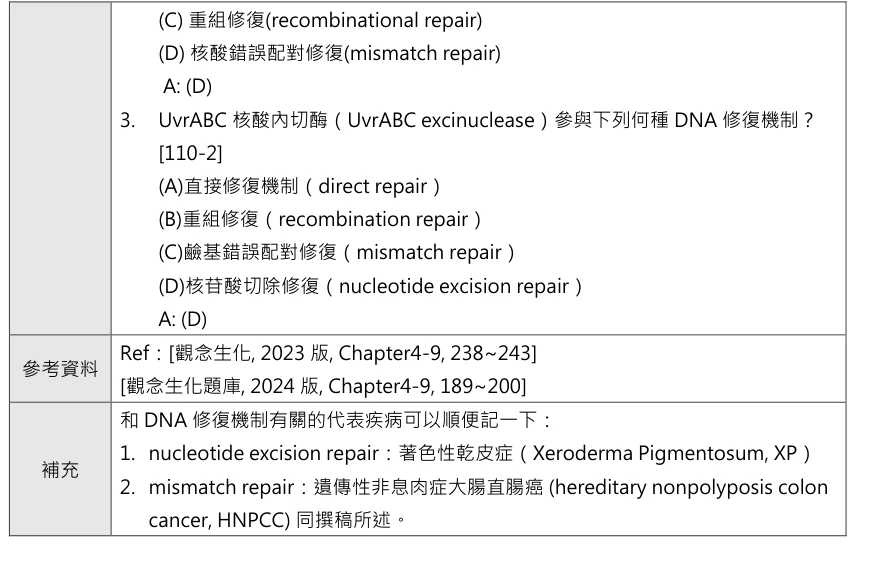 (C) 重組修復(recombinational repair)
(D) 核酸錯誤配對修復(mismatch repair)
A: (D)
3. UvrABC 核酸內切酶（UvrABC excinuclease）參與下列何種 DNA 修復機制？
[110-2]
(A)直接修復機制（direct repair）
(B)重組修復（recombination repair）
(C)鹼基錯誤配對修復（mismatch repair）
(D)核苷酸切除修復（nucleotide excision repair）
A: (D)
參考資料
Ref：[觀念生化, 2023 版, Chapter4-9, 238~243]
[觀念生化題庫, 2024 版, Chapter4-9, 189~200]
補充
和 DNA 修復機制有關的代表疾病可以順便記一下：
1. nucleotide excision repair：著色性乾皮症（Xeroderma Pigmentosum, XP）
2. mismatch repair：遺傳性非息肉症大腸直腸癌 (hereditary nonpolyposis colon
cancer, HNPCC) 同撰稿所述。